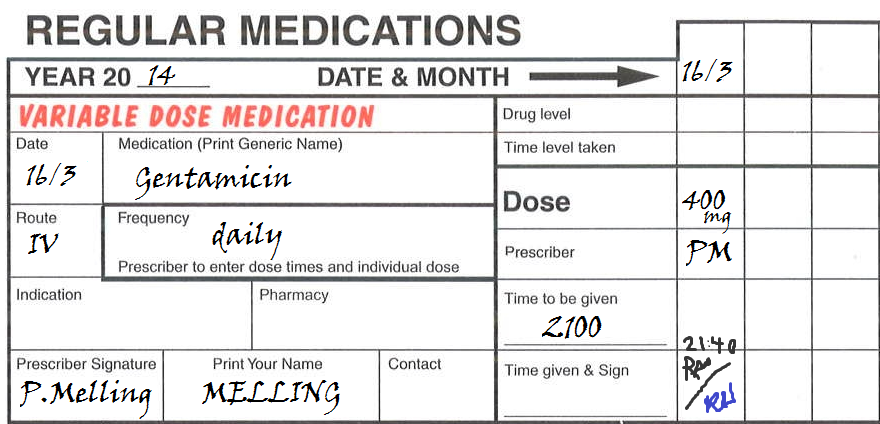 REGULAR MEDICATIONS
YEAR 20 14 DATE & MONTH 16/3
VARIABLE DOSE MEDICATION
Drug level
Date Medication (Print Generic Name)
Time level taken
16/3 Gentamicin
Dose 400 mg
Route Frequency
IV daily
Prescriber PM
Prescriber to enter dose times and individual dose
Indication Pharmacy
Time to be given
2100
Prescriber Signature Print Your Name Contact
P.Melling MELLING
Time given & Sign 21:40